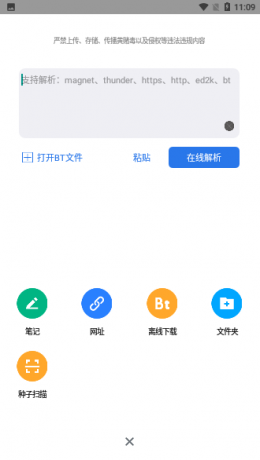 11:09
严禁上传、存储、传播黄赌毒以及侵权等违法违规内容
支持解析：magnet、thunder、https、http、ed2k、bt
打开BT文件
粘贴
在线解析
Bt
笔记
网址
离线下载
文件夹
种子扫描